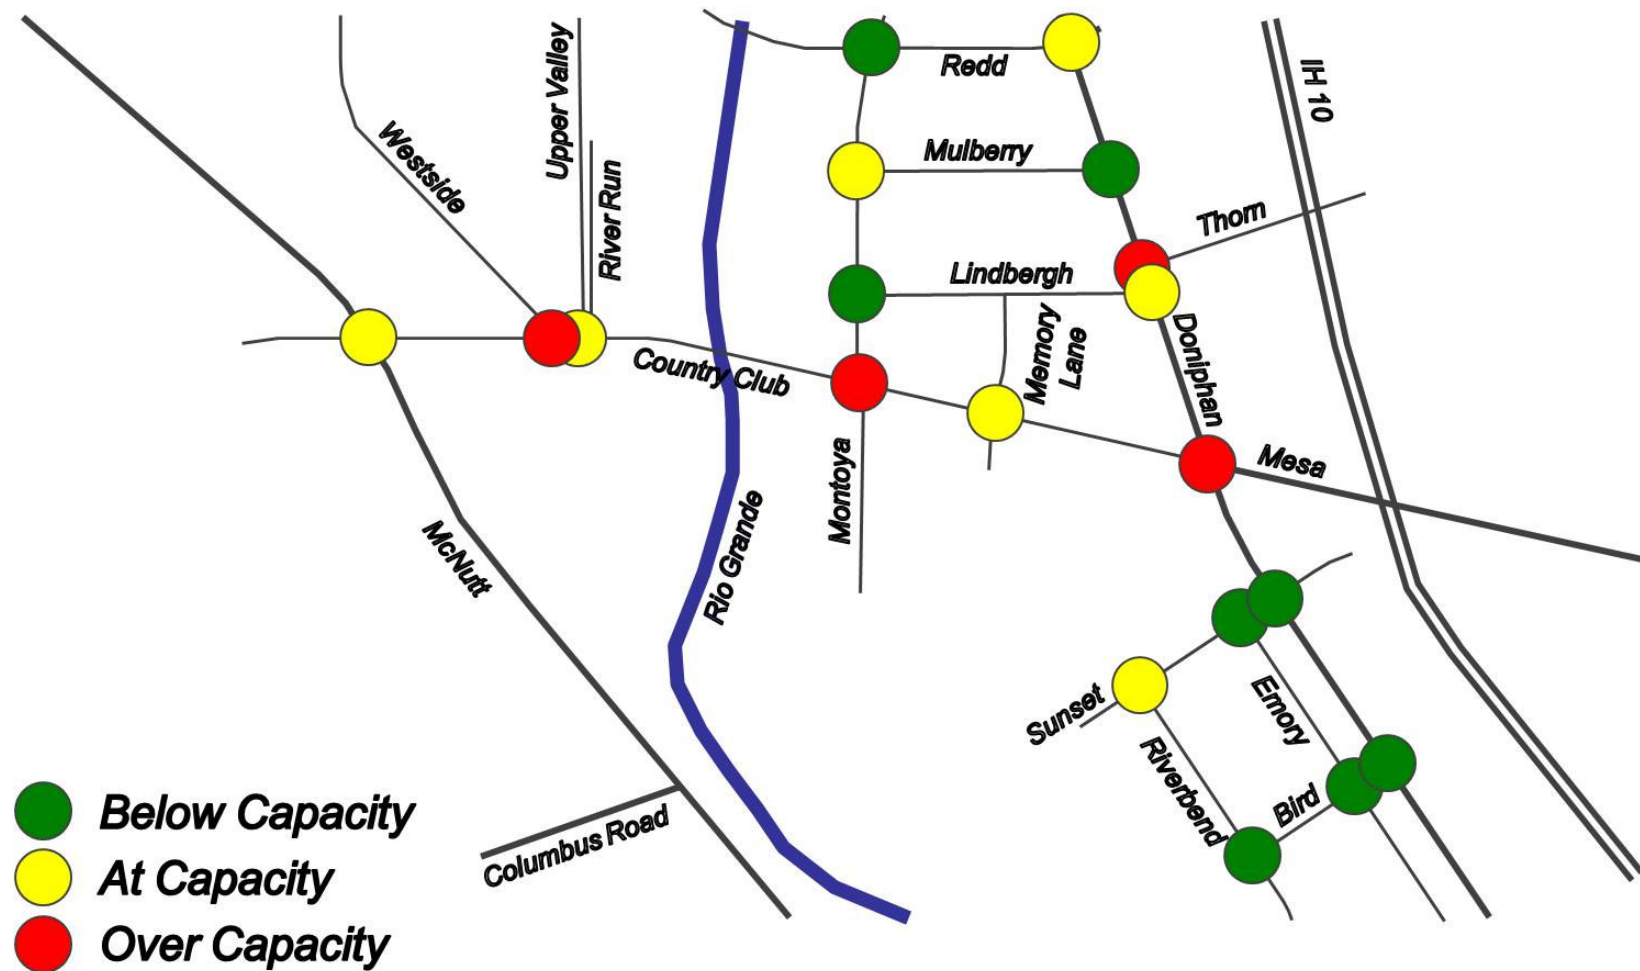 Redd
Upper Valley
IH 10
Westside
Mulberry
River Run
Thorn
Lindbergh
Memory
Lane
Doniphan
Country Club
Montoya
Mesa
McNutt
Rio Grande
Sunset
Emory
Riverbend
Bird
Columbus Road
Below Capacity
At Capacity
Over Capacity